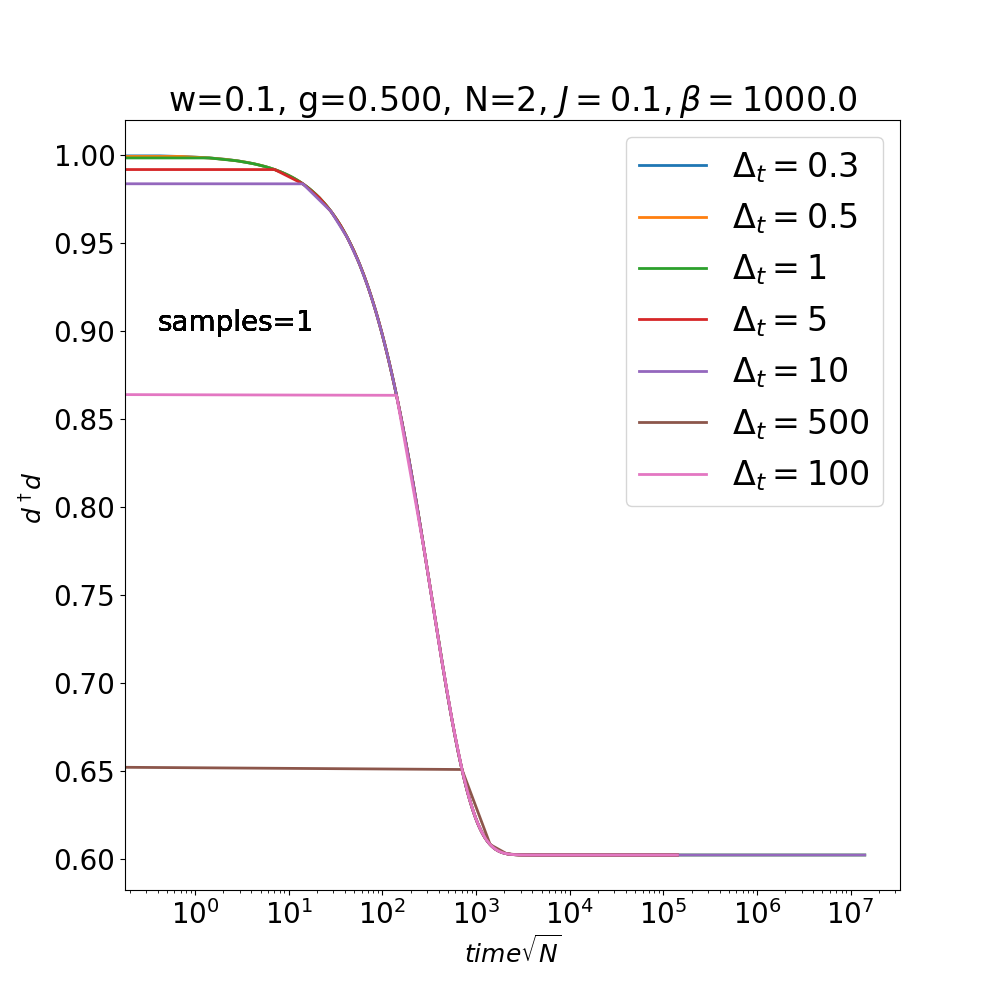 w=0.1, g=0.500, N=2, J = 0.1, β = 1000.0
1.00
0.95
0.90
0.85
0.80
0.75
0.70
0.65
0.60
d†d
samples=1
Δt = 0.3
Δt = 0.5
Δt = 1
Δt = 5
Δt = 10
Δt = 500
Δt = 100
10⁰ 10¹ 10² 10³ 10⁴ 10⁵ 10⁶ 10⁷
time√N